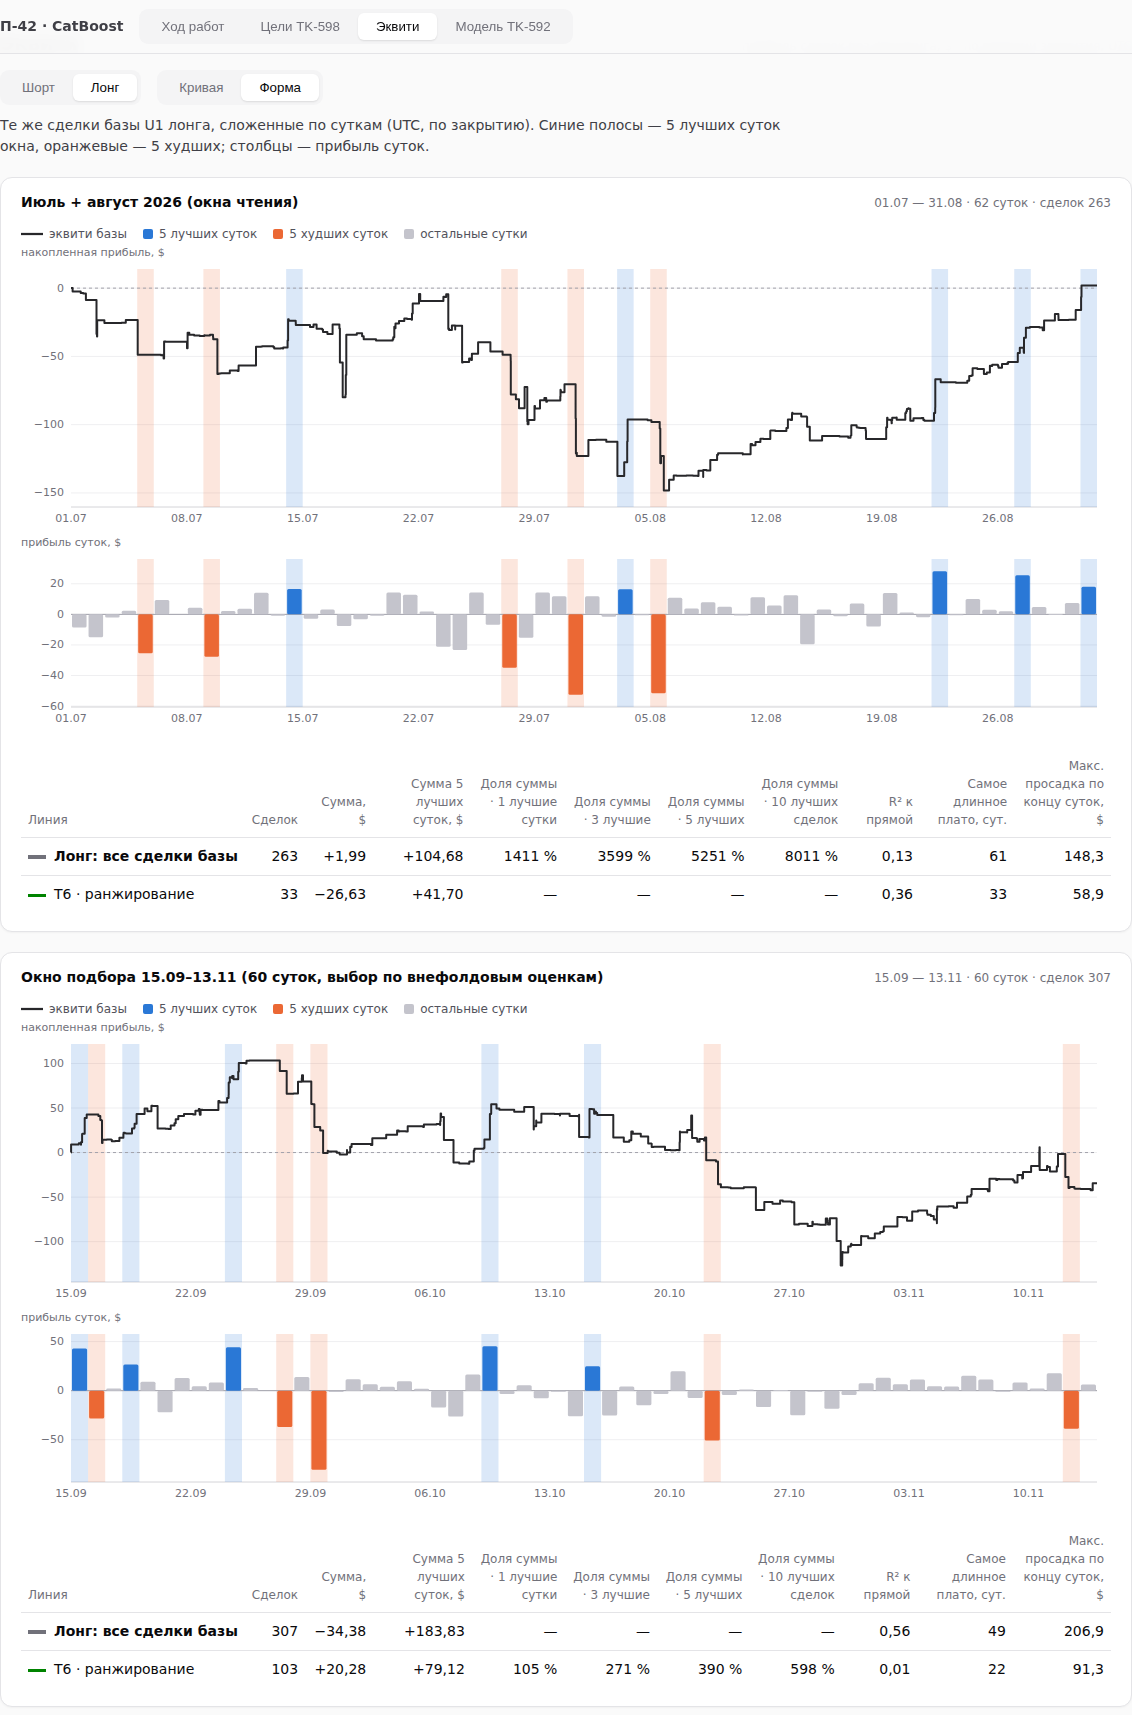 П-42 · CatBoost
Ход работ
Цели TK-598
Эквити
Модель TK-592
Шорт
Лонг
Кривая
Форма
Те же сделки базы U1 лонга, сложенные по суткам (UTC, по закрытию). Синие полосы — 5 лучших суток
окна, оранжевые — 5 худших; столбцы — прибыль суток.
Июль + август 2026 (окна чтения)
01.07 — 31.08 · 62 суток · сделок 263
эквити базы
5 лучших суток
5 худших суток
остальные сутки
накопленная прибыль, $
0
−50
−100
−150
01.07 08.07 15.07 22.07 29.07 05.08 12.08 19.08 26.08
прибыль суток, $
20
0
−20
−40
−60
01.07 08.07 15.07 22.07 29.07 05.08 12.08 19.08 26.08
Линия
Сделок
Сумма,
$
Сумма 5
лучших
суток, $
Доля суммы
· 1 лучшие
сутки
Доля суммы
· 3 лучшие
Доля суммы
· 5 лучших
Доля суммы
· 10 лучших
сделок
R² к
прямой
Самое
длинное
плато, сут.
Макс.
просадка по
концу суток,
$
Лонг: все сделки базы 263 +1,99 +104,68 1411 % 3599 % 5251 % 8011 % 0,13 61 148,3
Т6 · ранжирование 33 −26,63 +41,70 — — — — 0,36 33 58,9
Окно подбора 15.09–13.11 (60 суток, выбор по внефолдовым оценкам)
15.09 — 13.11 · 60 суток · сделок 307
эквити базы
5 лучших суток
5 худших суток
остальные сутки
накопленная прибыль, $
100
50
0
−50
−100
15.09 22.09 29.09 06.10 13.10 20.10 27.10 03.11 10.11
прибыль суток, $
50
0
−50
15.09 22.09 29.09 06.10 13.10 20.10 27.10 03.11 10.11
Линия
Сделок
Сумма,
$
Сумма 5
лучших
суток, $
Доля суммы
· 1 лучшие
сутки
Доля суммы
· 3 лучшие
Доля суммы
· 5 лучших
Доля суммы
· 10 лучших
сделок
R² к
прямой
Самое
длинное
плато, сут.
Макс.
просадка по
концу суток,
$
Лонг: все сделки базы 307 −34,38 +183,83 — — — — 0,56 49 206,9
Т6 · ранжирование 103 +20,28 +79,12 105 % 271 % 390 % 598 % 0,01 22 91,3